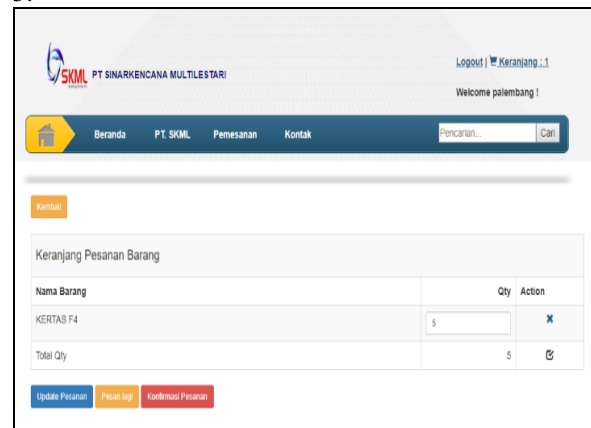 SKML PT SINARKENCANA MULTILESTARI
Logout | Keranjang : 1
Welcome palembang !
Beranda PT. SKML Pemesanan Kontak Pencarian... Cari
Kembali
Keranjang Pesanan Barang
Nama Barang Qty Action
KERTAS F4 5
Total Qty 5
Update Pesanan Pesan lagi Konfirmasi Pesanan